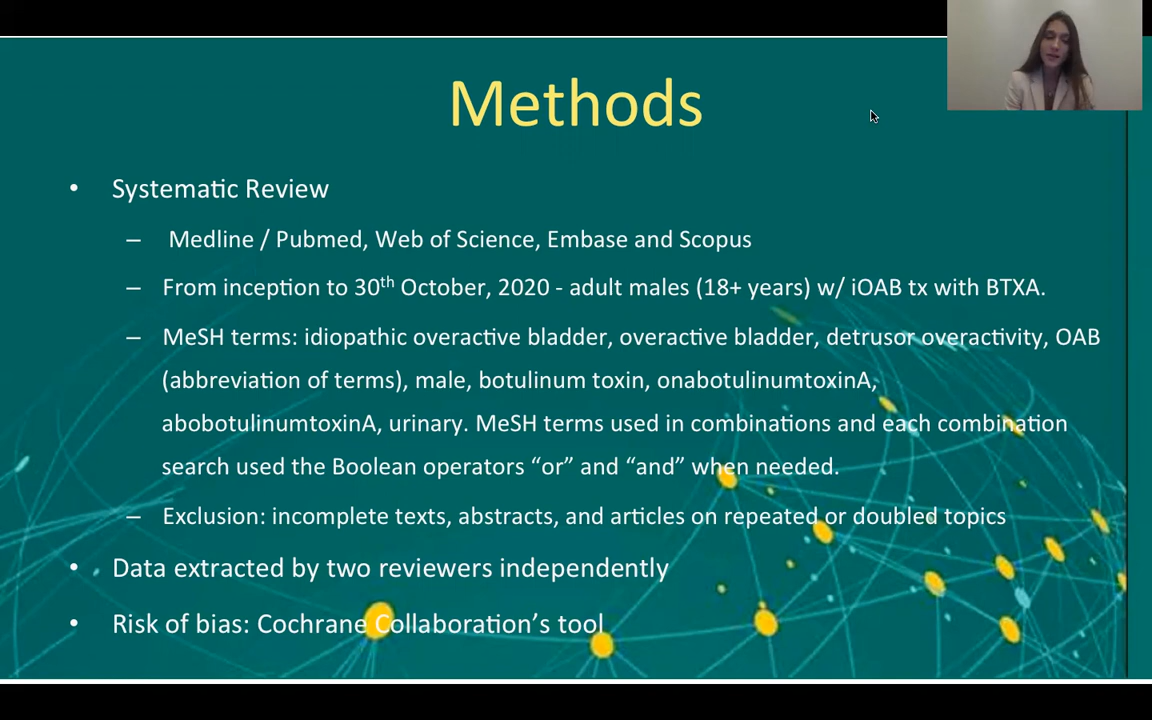 Methods
• Systematic Review
– Medline / Pubmed, Web of Science, Embase and Scopus
– From inception to 30th October, 2020 - adult males (18+ years) w/ iOAB tx with BTXA.
– MeSH terms: idiopathic overactive bladder, overactive bladder, detrusor overactivity, OAB
(abbreviation of terms), male, botulinum toxin, onabotulinumtoxinA,
abobotulinumtoxinA, urinary. MeSH terms used in combinations and each combination
search used the Boolean operators “or” and “and” when needed.
– Exclusion: incomplete texts, abstracts, and articles on repeated or doubled topics
• Data extracted by two reviewers independently
• Risk of bias: Cochrane Collaboration’s tool